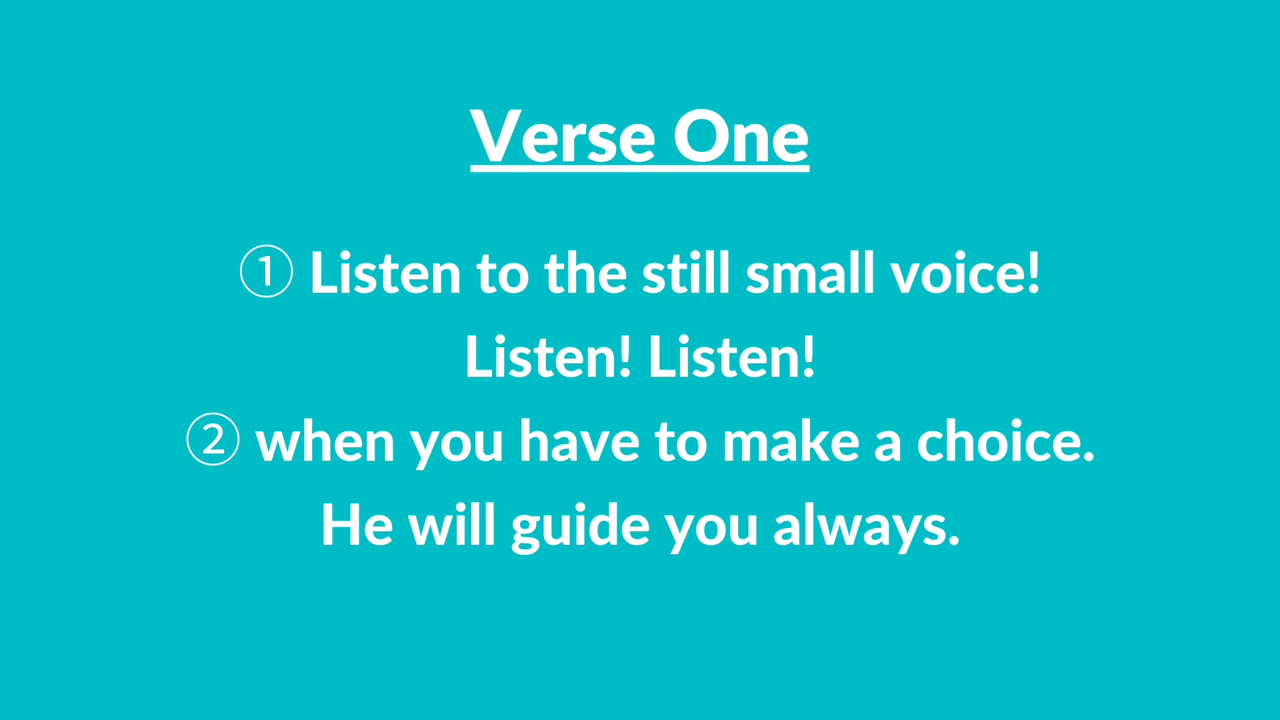 Verse One
① Listen to the still small voice!
Listen! Listen!
② when you have to make a choice.
He will guide you always.